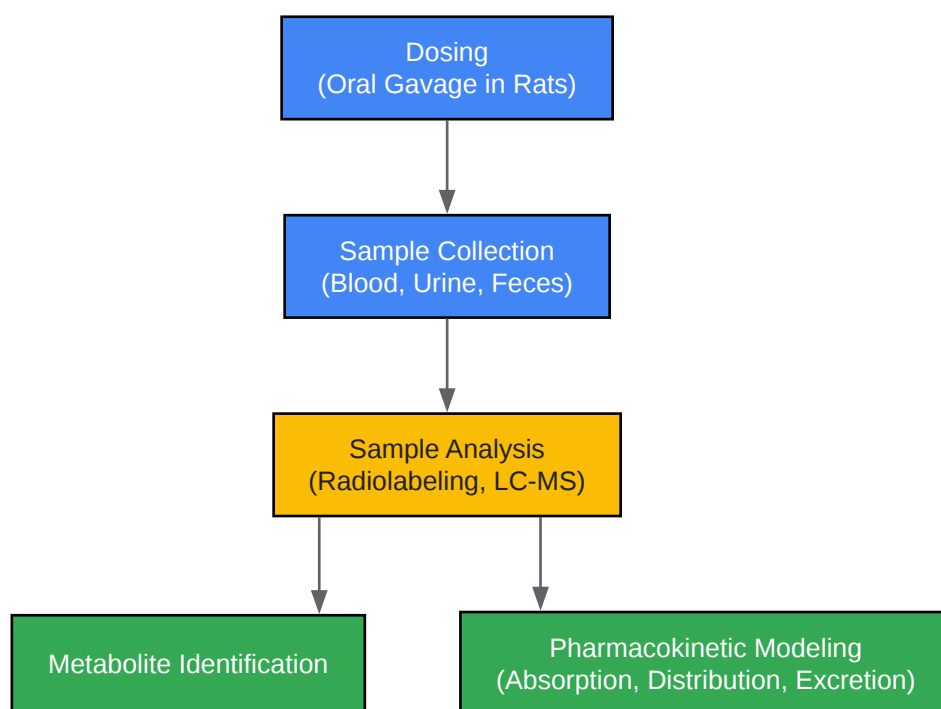 Dosing
(Oral Gavage in Rats)
Sample Collection
(Blood, Urine, Feces)
Sample Analysis
(Radiolabeling, LC-MS)
Metabolite Identification
Pharmacokinetic Modeling
(Absorption, Distribution, Excretion)